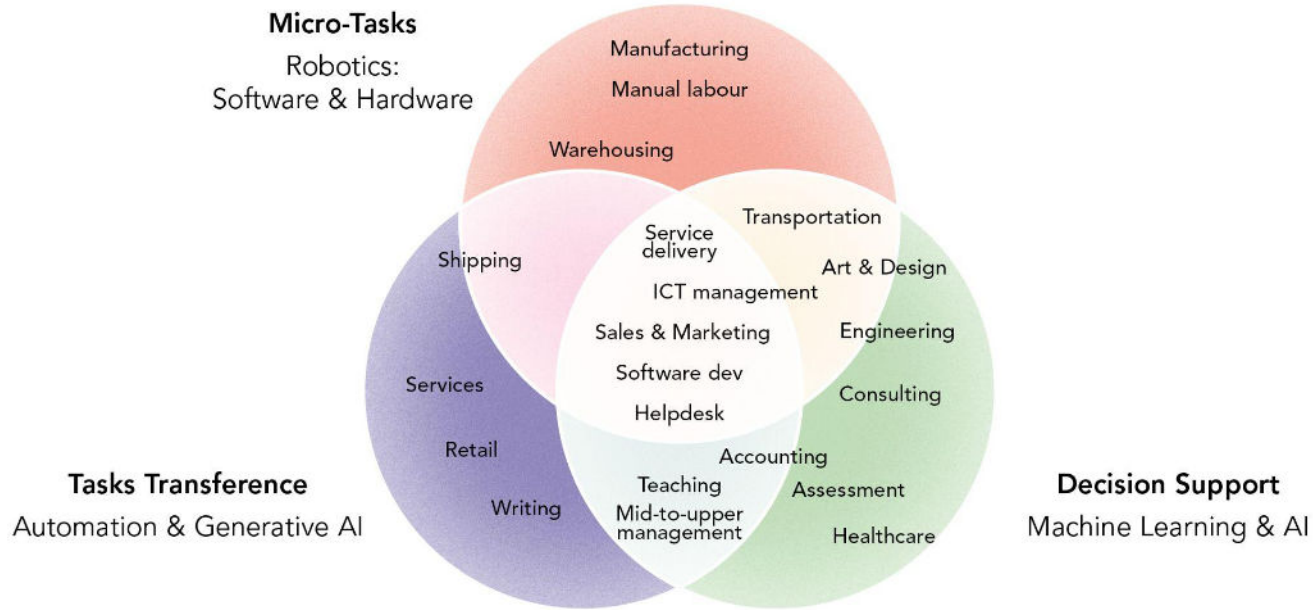 Micro-Tasks
Robotics:
Software & Hardware
Manufacturing
Manual labour
Warehousing
Transportation
Service
delivery
Shipping
Art & Design
ICT management
Sales & Marketing
Engineering
Software dev
Services
Consulting
Helpdesk
Retail
Accounting
Tasks Transference
Automation & Generative AI
Writing
Teaching
Mid-to-upper
management
Assessment
Healthcare
Decision Support
Machine Learning & AI